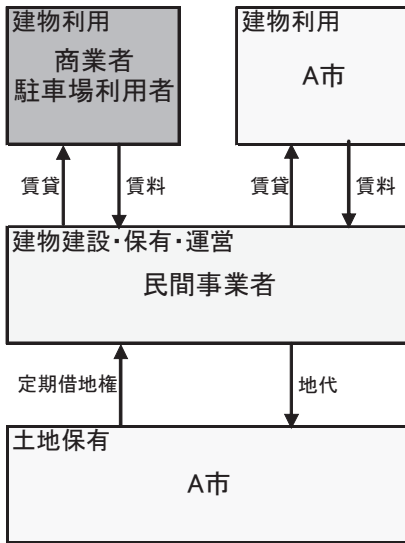 建物利用
商業者
駐車場利用者
建物利用
A市
賃貸
賃料
賃貸
賃料
建物建設・保有・運営
民間事業者
定期借地権
地代
土地保有
A市